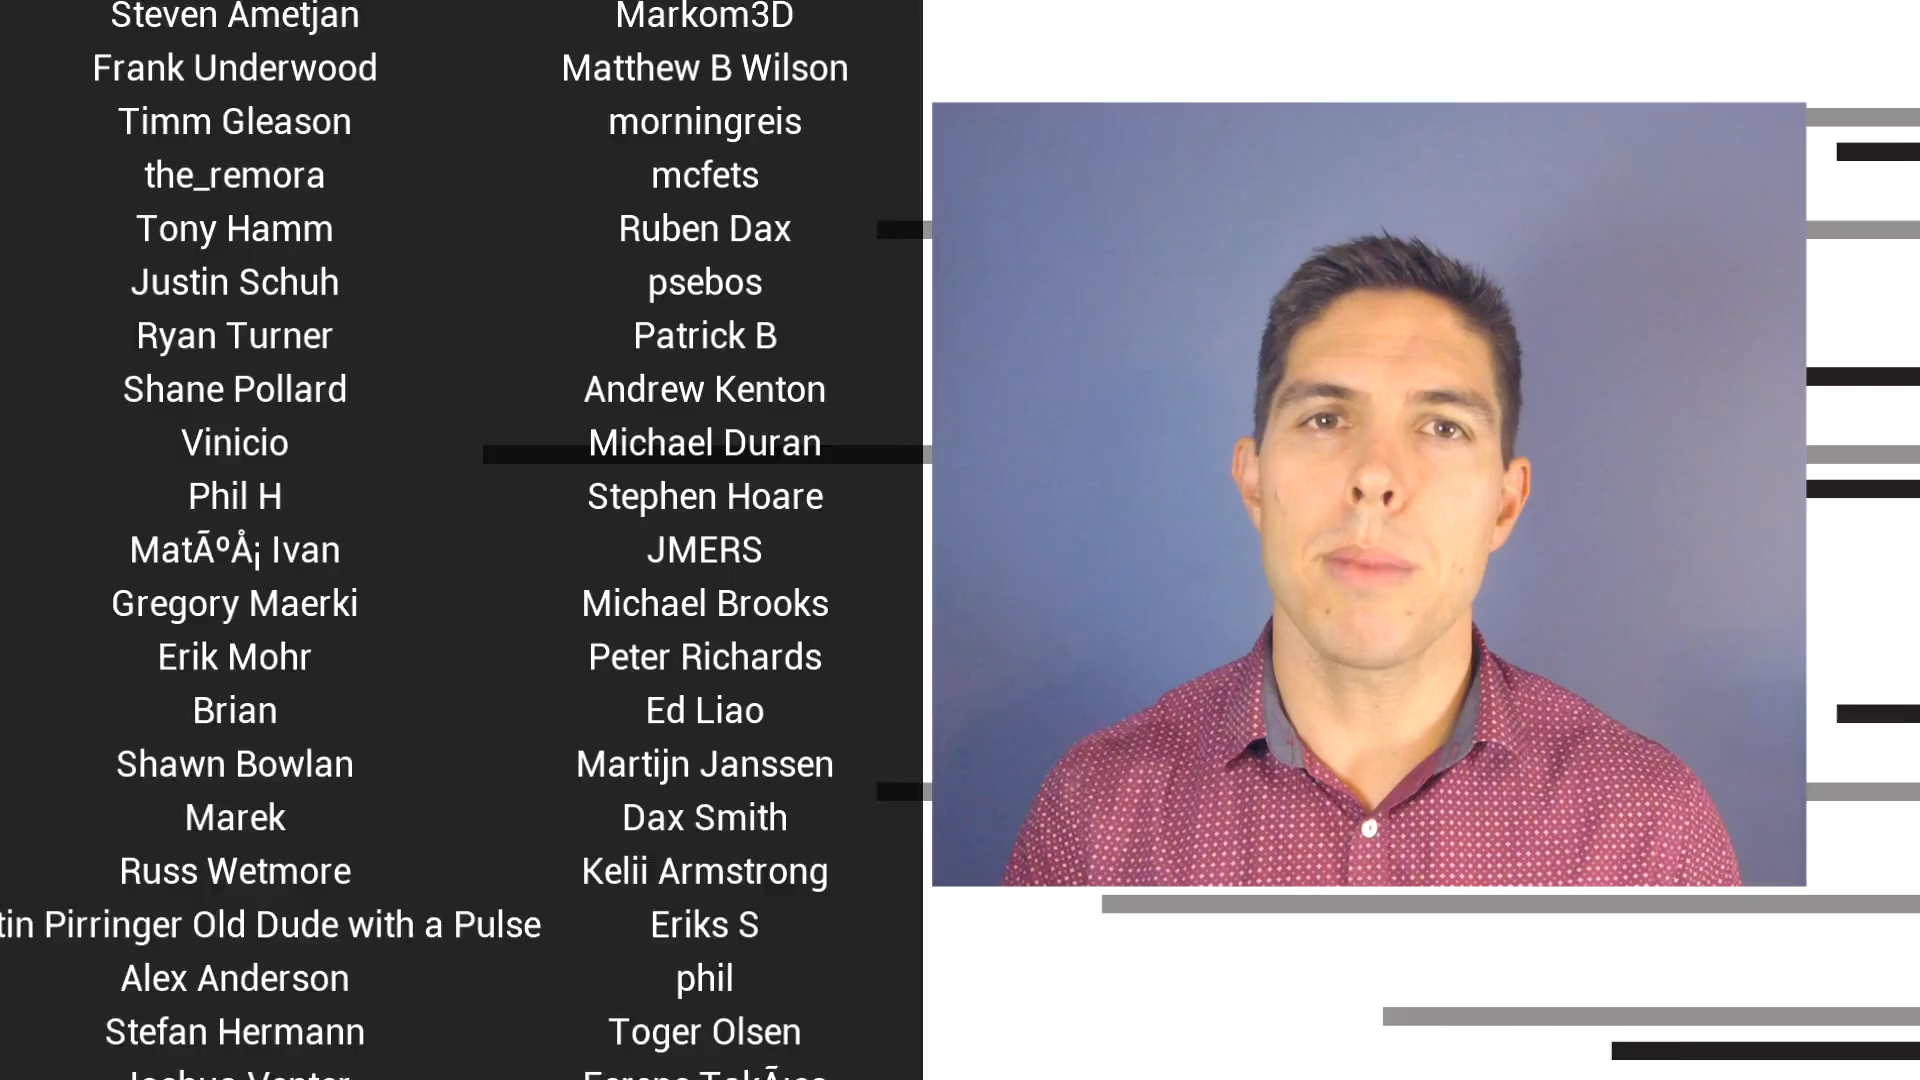 Steven Ametjan
Frank Underwood
Timm Gleason
the_remora
Tony Hamm
Justin Schuh
Ryan Turner
Shane Pollard
Vinicio
Phil H
MatÃºÅ¡ Ivan
Gregory Maerki
Erik Mohr
Brian
Shawn Bowlan
Marek
Russ Wetmore
tin Pirringer Old Dude with a Pulse
Alex Anderson
Stefan Hermann
Joshua Venter
Markom3D
Matthew B Wilson
morningreis
mcfets
Ruben Dax
psebos
Patrick B
Andrew Kenton
Michael Duran
Stephen Hoare
JMERS
Michael Brooks
Peter Richards
Ed Liao
Martijn Janssen
Dax Smith
Kelii Armstrong
Eriks S
phil
Toger Olsen